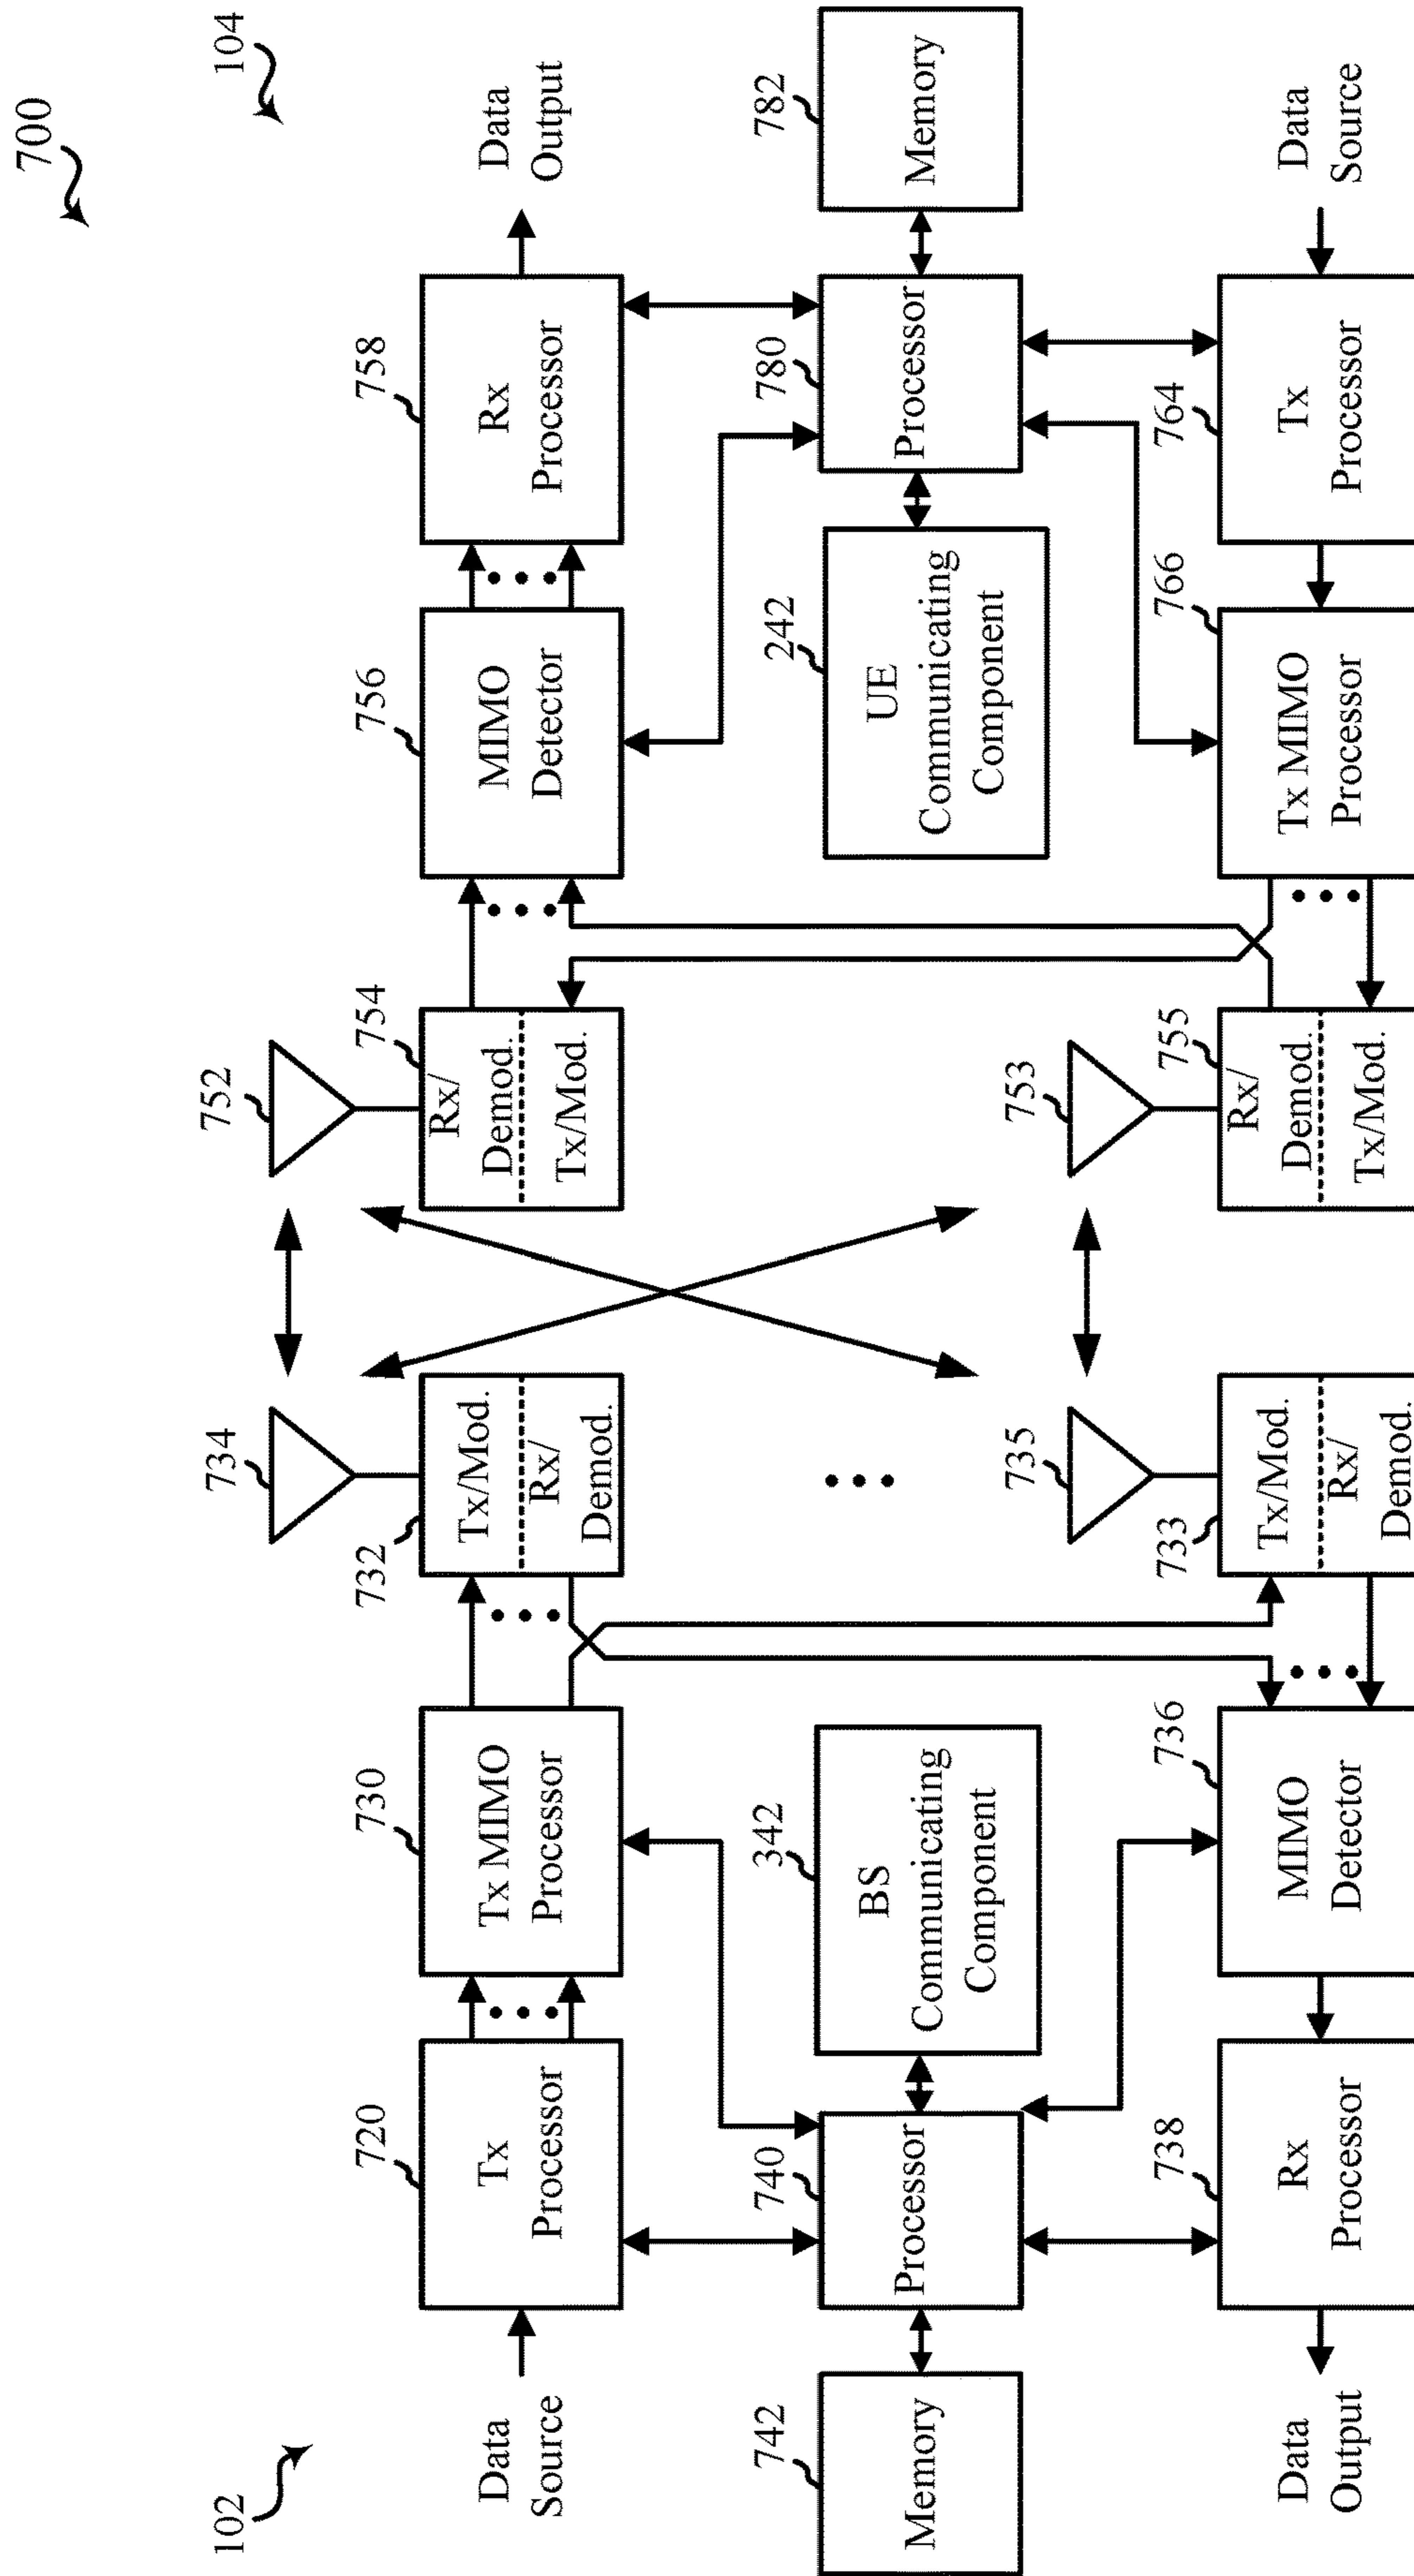 700
102
104
734
752
720
730
732
754
756
758
Data
Source
Tx
Processor
Tx MIMO
Processor
Tx/Mod.
Rx/
Demod.
Rx/
Demod.
Tx/Mod.
MIMO
Detector
Rx
Processor
Data
Output
742
740
342
242
780
782
Memory
Processor
BS
Communicating
Component
UE
Communicating
Component
Processor
Memory
735
753
738
736
733
755
766
764
Data
Output
Rx
Processor
MIMO
Detector
Tx/Mod.
Rx/
Demod.
Rx/
Demod.
Tx/Mod.
Tx MIMO
Processor
Tx
Processor
Data
Source